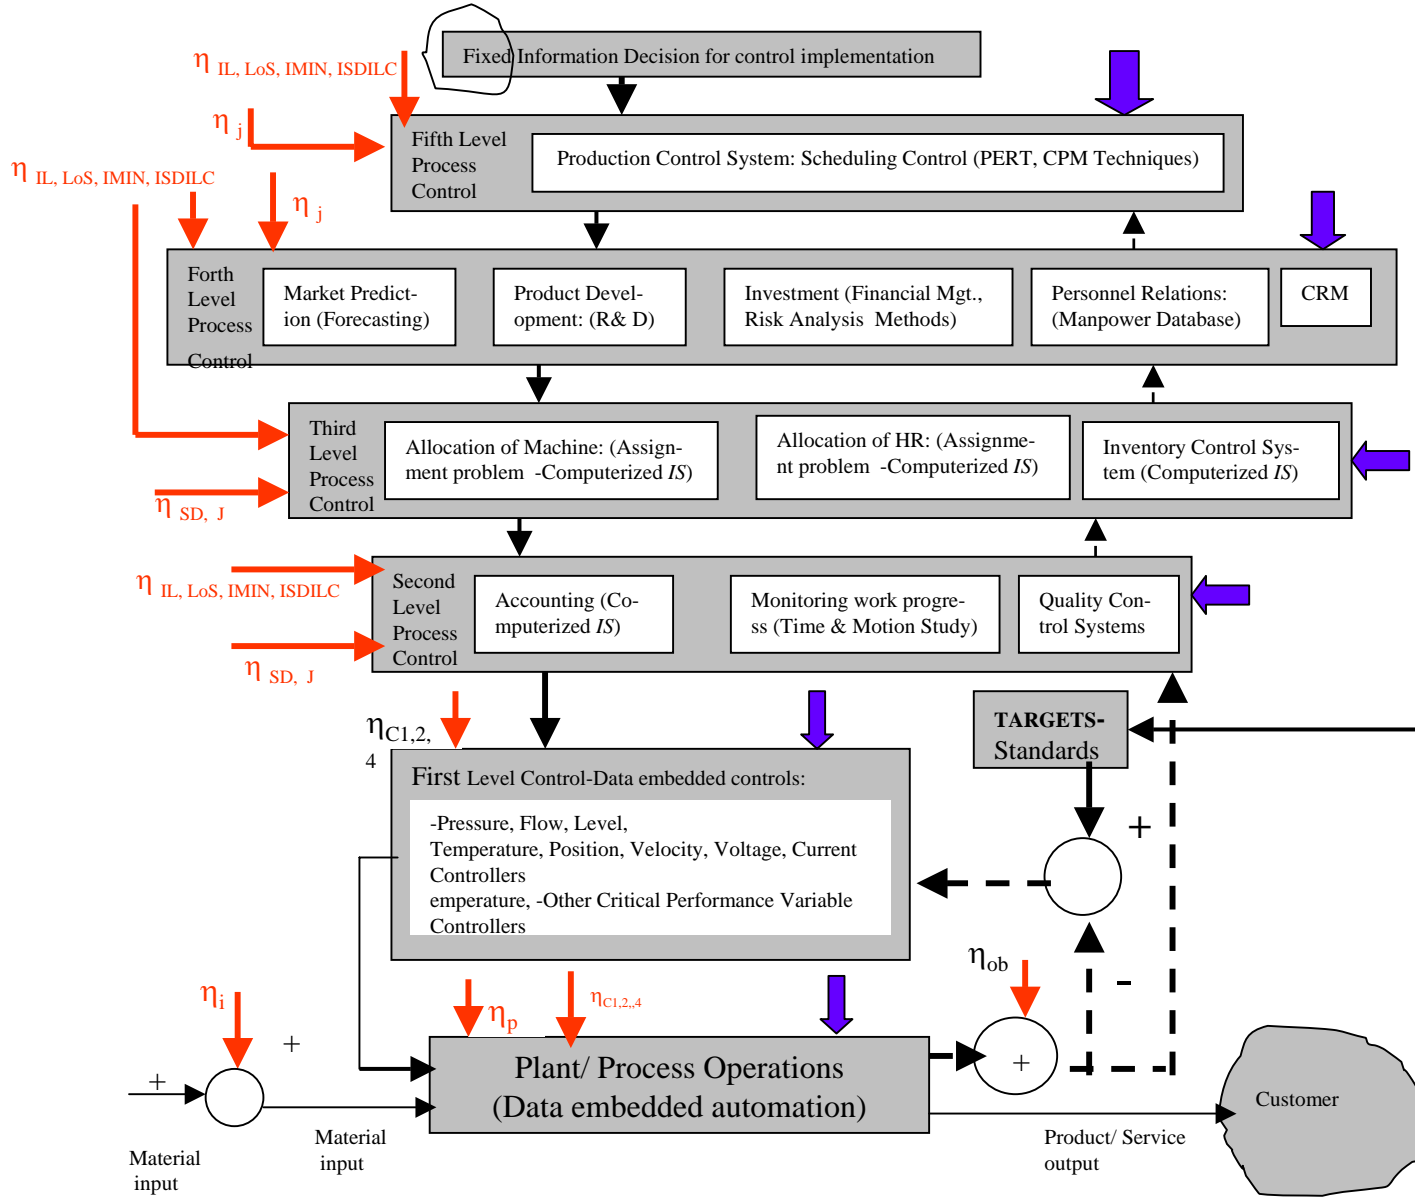 Fixed Information Decision for control implementation
η IL, LoS, IMIN, ISDILC
η j
Fifth Level
Process
Control
Production Control System: Scheduling Control (PERT, CPM Techniques)
η IL, LoS, IMIN, ISDILC
η j
Forth
Level
Process
Control
Market Predict-
ion (Forecasting)
Product Devel-
opment: (R& D)
Investment (Financial Mgt.,
Risk Analysis Methods)
Personnel Relations:
(Manpower Database)
CRM
Third
Level
Process
Control
Allocation of Machine: (Assign-
ment problem -Computerized IS)
Allocation of HR: (Assignme-
nt problem -Computerized IS)
Inventory Control Sys-
tem (Computerized IS)
η SD, J
η IL, LoS, IMIN, ISDILC
Second
Level
Process
Control
Accounting (Co-
mputerized IS)
Monitoring work progre-
ss (Time & Motion Study)
Quality Con-
trol Systems
η SD, J
ηC1,2,
4
TARGETS-
Standards
First Level Control-Data embedded controls:
-Pressure, Flow, Level,
Temperature, Position, Velocity, Voltage, Current
Controllers
emperature, -Other Critical Performance Variable
Controllers
+
-
ηob
ηi
ηp
ηC1,2,,4
+
+
+
Plant/ Process Operations
(Data embedded automation)
Customer
Material
input
Material
input
Product/ Service
output